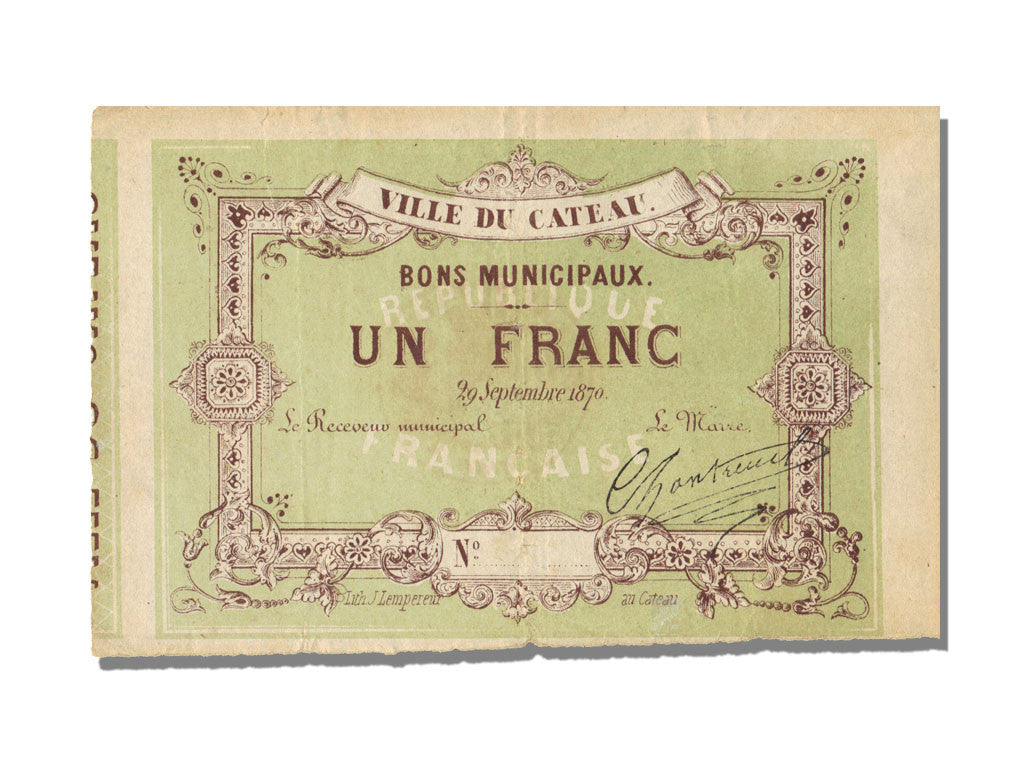 VILLE DU CATEAU.
BONS MUNICIPAUX.
RÉPUBLIQUE
UN FRANC
29 Septembre 1870.
Le Receveur municipal
Le Maire,
FRANÇAISE
No
Lith. J. Lempereur
au Cateau